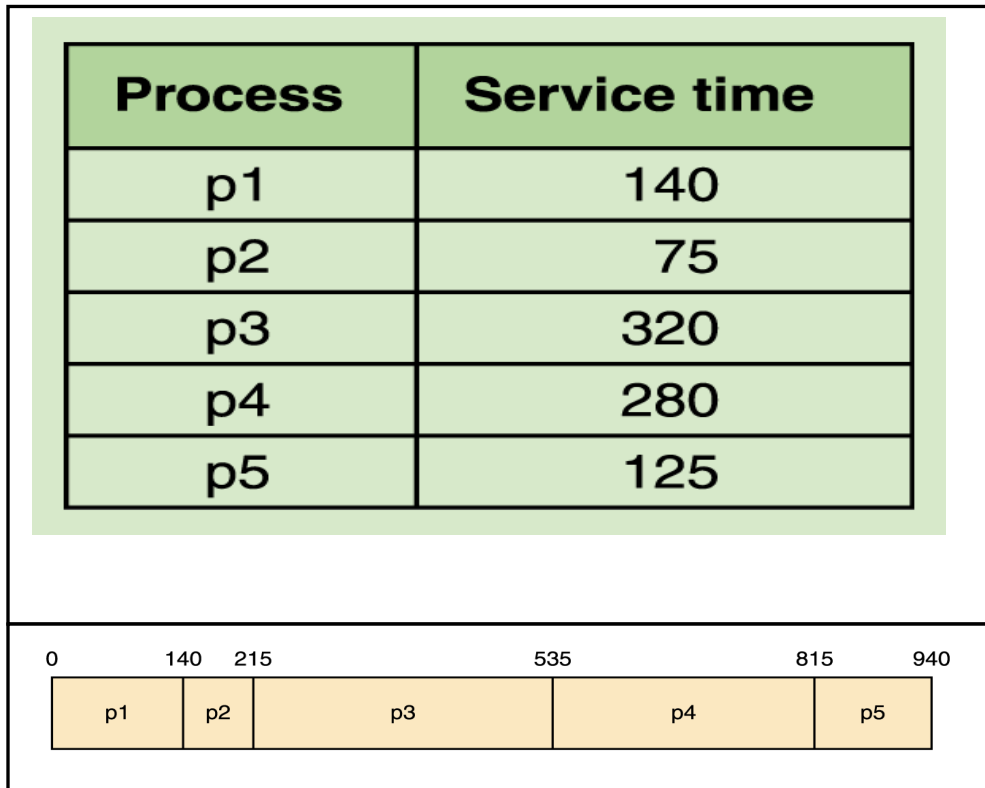 Process Service time
p1 140
p2 75
p3 320
p4 280
p5 125
0 140 215 535 815 940
p1 p2 p3 p4 p5